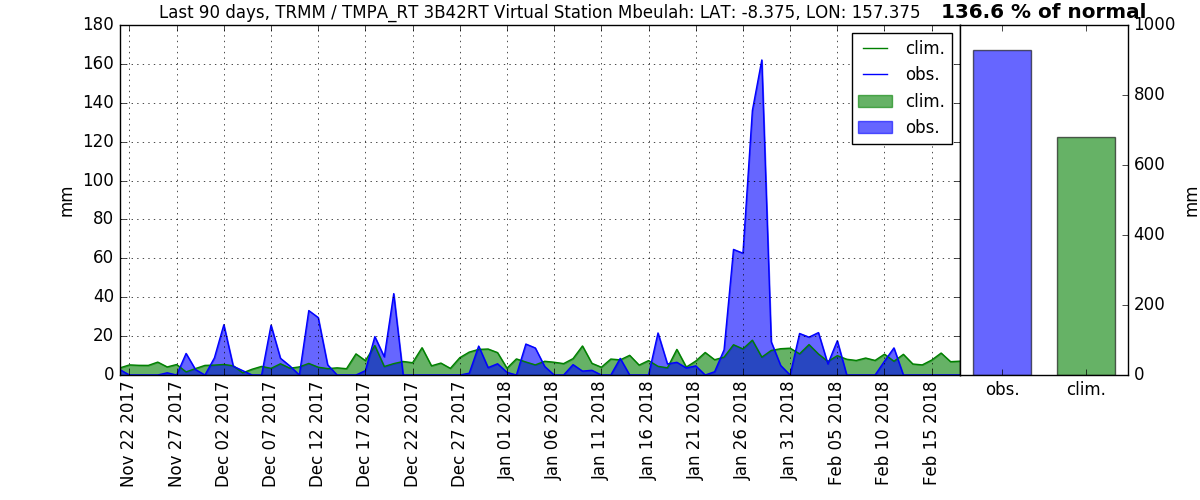 Last 90 days, TRMM / TMPA_RT 3B42RT Virtual Station Mbeulah: LAT: -8.375, LON: 157.375
136.6 % of normal
180
160
140
120
100
80
60
40
20
0
mm
clim.
obs.
clim.
obs.
Nov 22 2017
Nov 27 2017
Dec 02 2017
Dec 07 2017
Dec 12 2017
Dec 17 2017
Dec 22 2017
Dec 27 2017
Jan 01 2018
Jan 06 2018
Jan 11 2018
Jan 16 2018
Jan 21 2018
Jan 26 2018
Jan 31 2018
Feb 05 2018
Feb 10 2018
Feb 15 2018
1000
800
600
400
200
0
mm
obs.
clim.